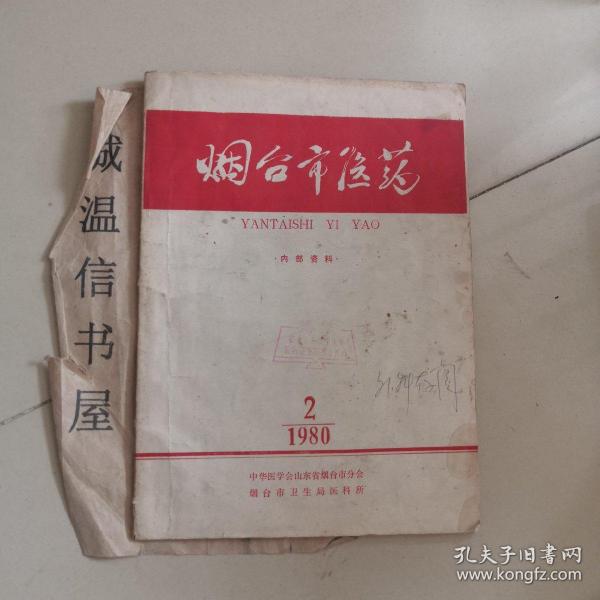 诚温信书屋
烟台市医药
YANTAISHI YI YAO
·内部资料·
2
1980
中华医学会山东省烟台市分会
烟台市卫生局医科所
孔夫子旧书网
www.kongfz.com